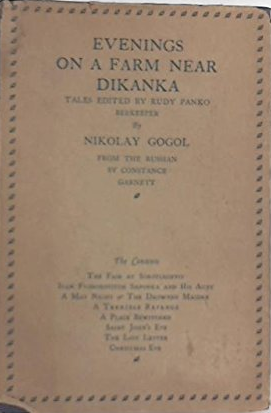 EVENINGS
ON A FARM NEAR
DIKANKA
TALES EDITED BY RUDY PANKO
BEEKEEPER
By
NIKOLAY GOGOL
FROM THE RUSSIAN
BY CONSTANCE
GARNETT
The Contents
THE FAIR AT SOROTCHINTSY
IVAN FYODOROVITCH SHPONKA AND HIS AUNT
A MAY NIGHT or THE DROWNED MAIDEN
A TERRIBLE REVENGE
A PLACE BEWITCHED
SAINT JOHN'S EVE
THE LOST LETTER
CHRISTMAS EVE